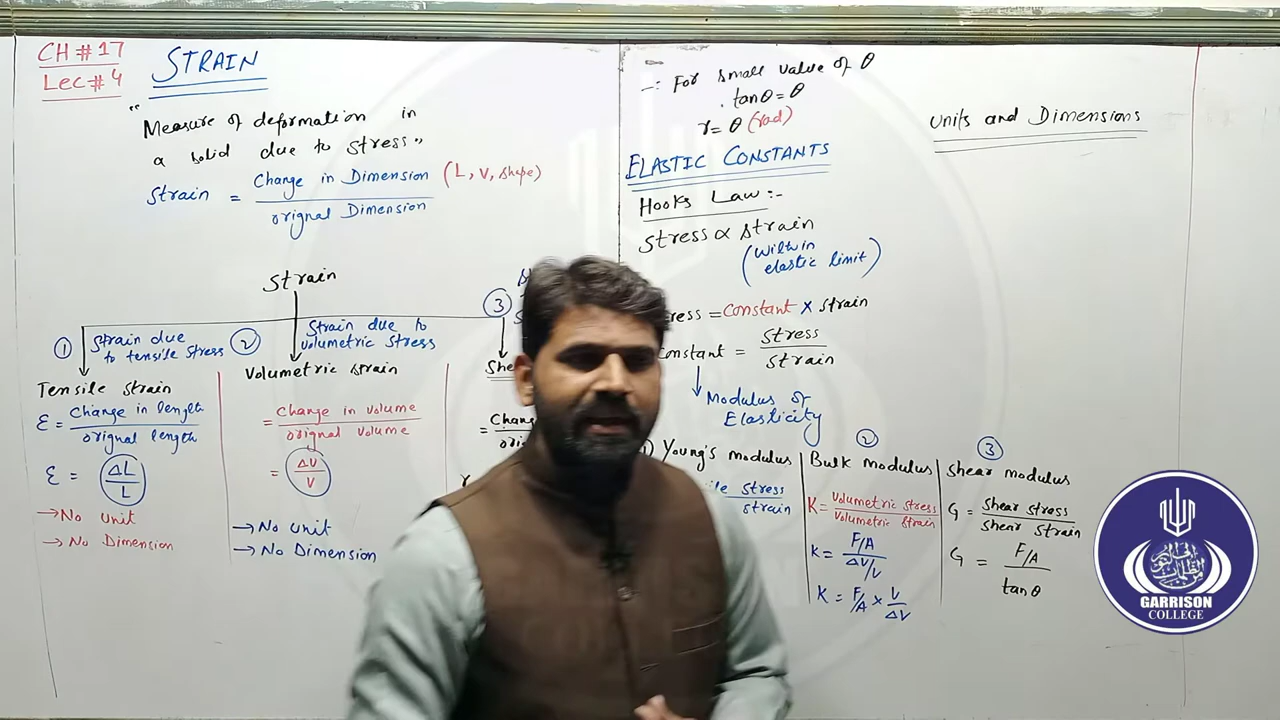 CH # 17
Lec # 4
STRAIN
"Measure of deformation in
a solid due to stress"
Strain = Change in Dimension (L, V, shape)
orignal Dimension
Strain
① Strain due
to tensile stress
② Strain due to
volumetric stress
③
Tensile strain
ε = Change in length
orignal length
ε = ΔL
L
→ No unit
→ No Dimension
Volumetric strain
= Change in volume
orignal volume
= ΔV
V
→ No unit
→ No Dimension
-: For small value of θ
tanθ = θ
γ = θ (rad)
ELASTIC CONSTANTS
Hooks Law :-
Stress ∝ strain
(within
elastic limit)
= Constant × strain
Constant = Stress
Strain
Modulus of
Elasticity
Young's modulus
stress
strain
②
Bulk modulus
K = Volumetric stress
Volumetric strain
K = F/A
ΔV/V
K = F/A × V
ΔV
③
Shear modulus
G = Shear stress
Shear strain
G = F/A
tanθ
Units and Dimensions
GARRISON
COLLEGE